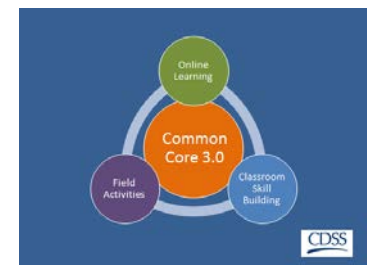 Online
Learning
Common
Core 3.0
Field
Activities
Classroom
Skill
Building
CDSS